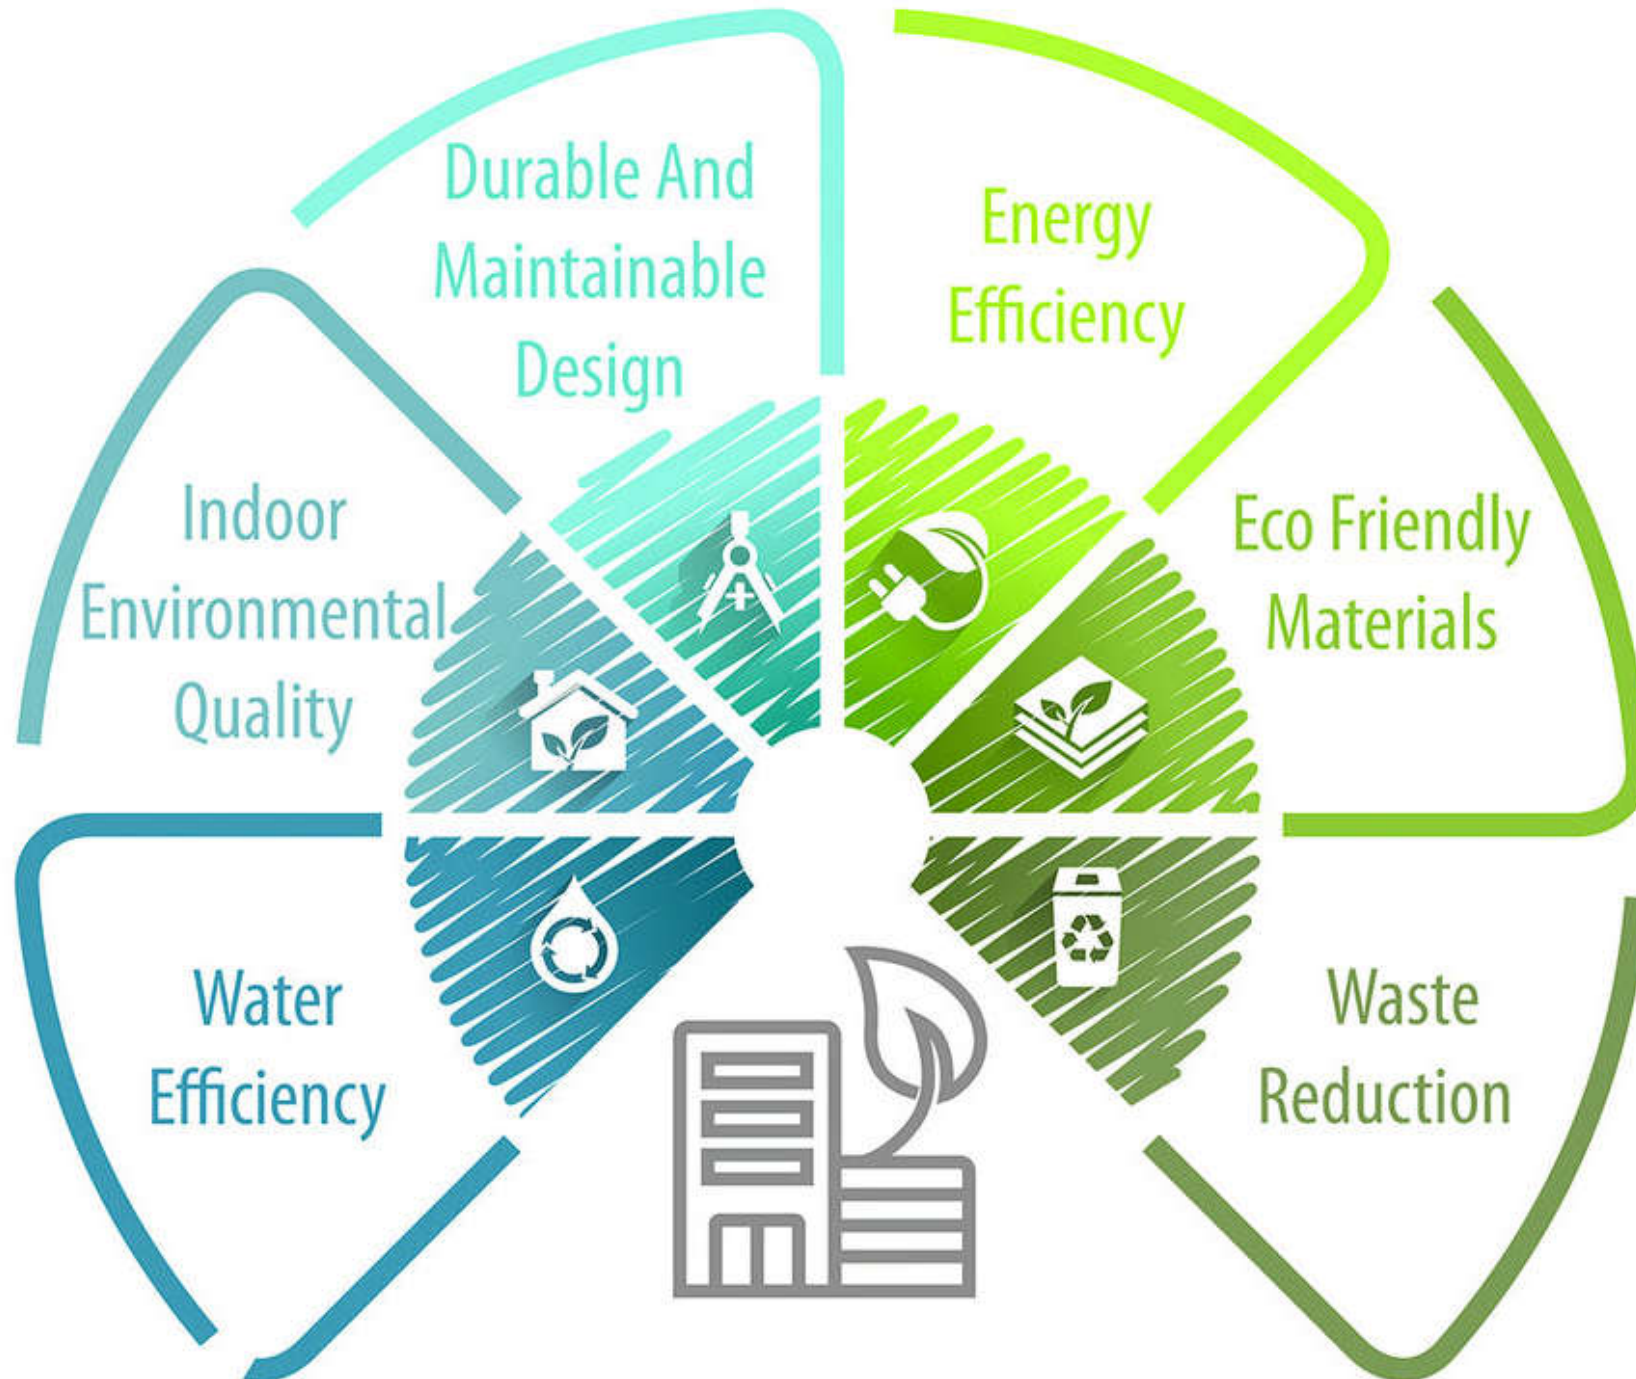 Durable And
Maintainable
Design
Energy
Efficiency
Indoor
Environmental
Quality
Eco Friendly
Materials
Water
Efficiency
Waste
Reduction